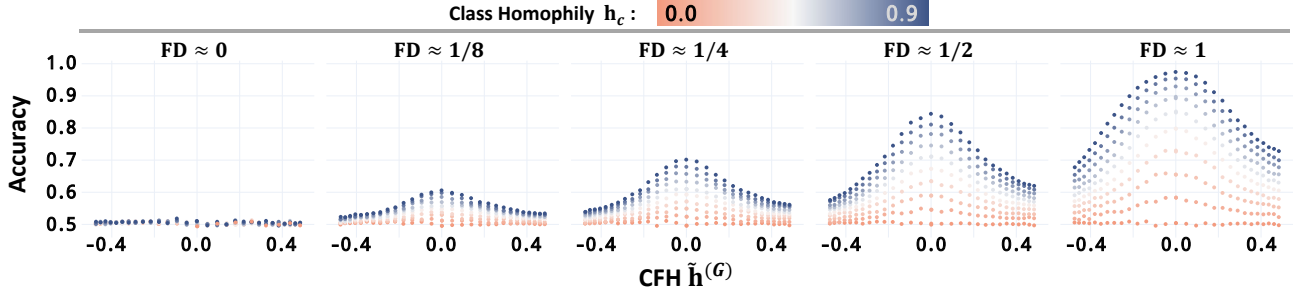 Class Homophily h_c : 0.0 0.9
FD ≈ 0 FD ≈ 1/8 FD ≈ 1/4 FD ≈ 1/2 FD ≈ 1
Accuracy
1.0
0.9
0.8
0.7
0.6
0.5
−0.4 0.0 0.4 −0.4 0.0 0.4 −0.4 0.0 0.4 −0.4 0.0 0.4 −0.4 0.0 0.4
CFH h̃^(G)